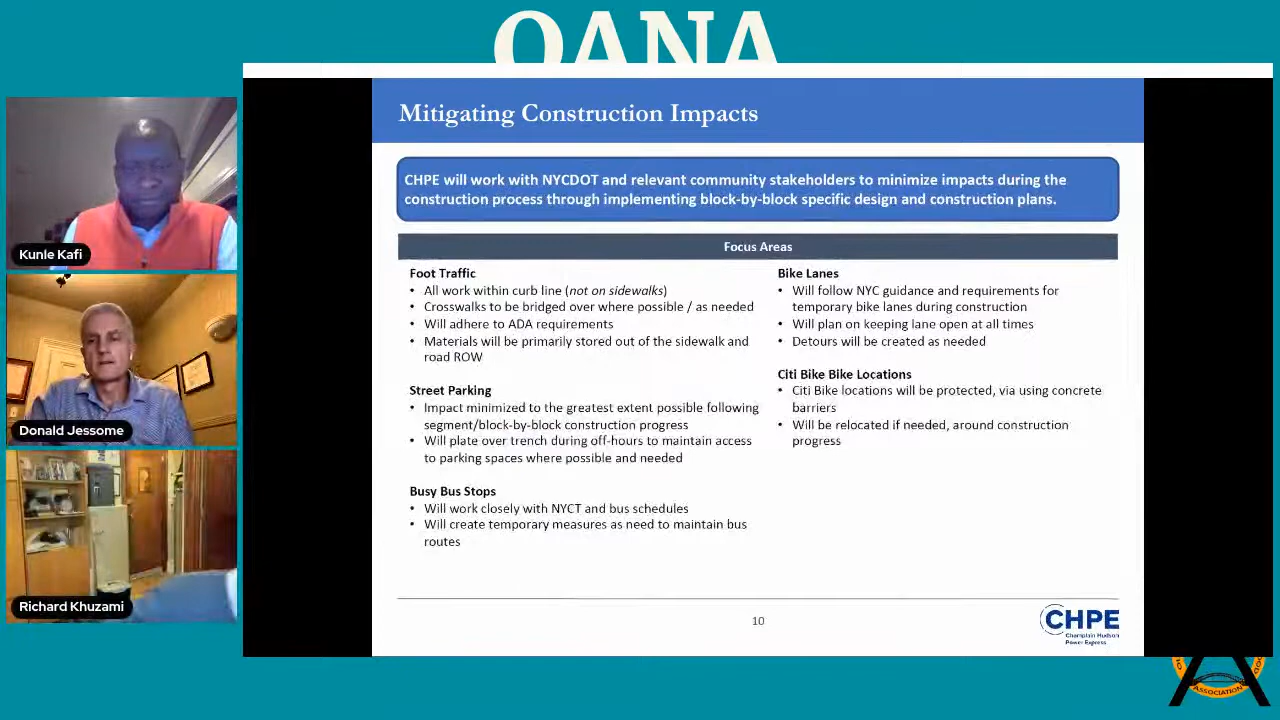 OANA
Mitigating Construction Impacts
CHPE will work with NYCDOT and relevant community stakeholders to minimize impacts during the
construction process through implementing block-by-block specific design and construction plans.
Focus Areas
Foot Traffic
• All work within curb line (not on sidewalks)
• Crosswalks to be bridged over where possible / as needed
• Will adhere to ADA requirements
• Materials will be primarily stored out of the sidewalk and
road ROW
Street Parking
• Impact minimized to the greatest extent possible following
segment/block-by-block construction progress
• Will plate over trench during off-hours to maintain access
to parking spaces where possible and needed
Busy Bus Stops
• Will work closely with NYCT and bus schedules
• Will create temporary measures as need to maintain bus
routes
Bike Lanes
• Will follow NYC guidance and requirements for
temporary bike lanes during construction
• Will plan on keeping lane open at all times
• Detours will be created as needed
Citi Bike Bike Locations
• Citi Bike locations will be protected, via using concrete
barriers
• Will be relocated if needed, around construction
progress
10
CHPE
Champlain Hudson
Power Express
Kunle Kafi
Donald Jessome
Richard Khuzami
ASSOCIATION